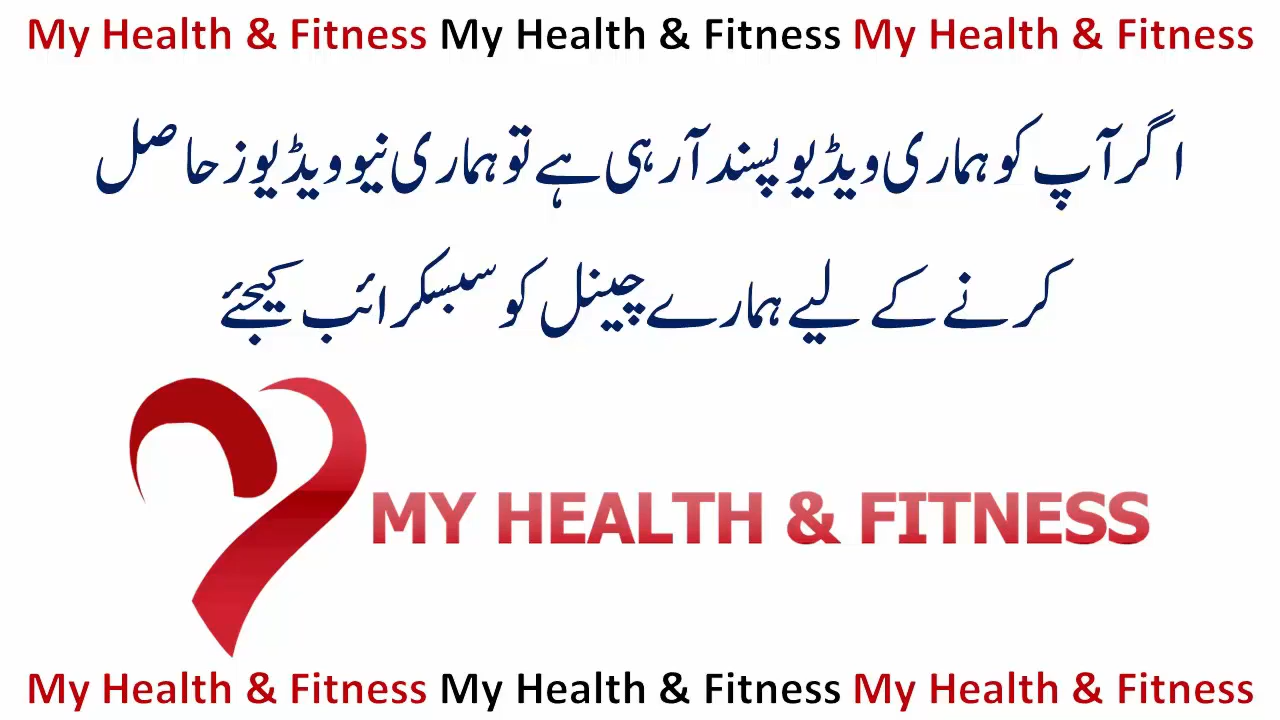 My Health & Fitness My Health & Fitness My Health & Fitness
اگر آپ کو ہماری ویڈیو پسند آرہی ہے تو ہماری نیو ویڈیوز حاصل
کرنے کے لیے ہمارے چینل کو سبسکرائب کیجئے
MY HEALTH & FITNESS
My Health & Fitness My Health & Fitness My Health & Fitness